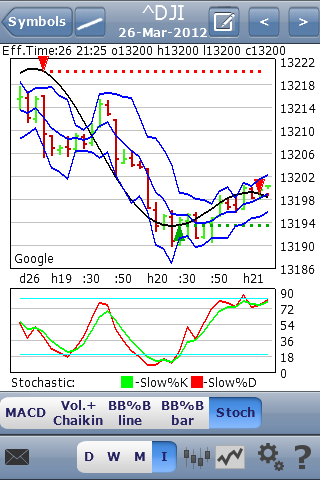 Symbols ^DJI < >
26-Mar-2012
Eff.Time:26 21:25 o13200 h13200 l13200 c13200
13222
13218
13214
13210
13206
13202
13198
13194
13190
13186
Google
d26 h19 :30 :50 h20 :30 :50 h21
90
72
54
36
18
0
Stochastic: -Slow%K -Slow%D
MACD Vol.+ Chaikin BB%B line BB%B bar Stoch
D W M I ?